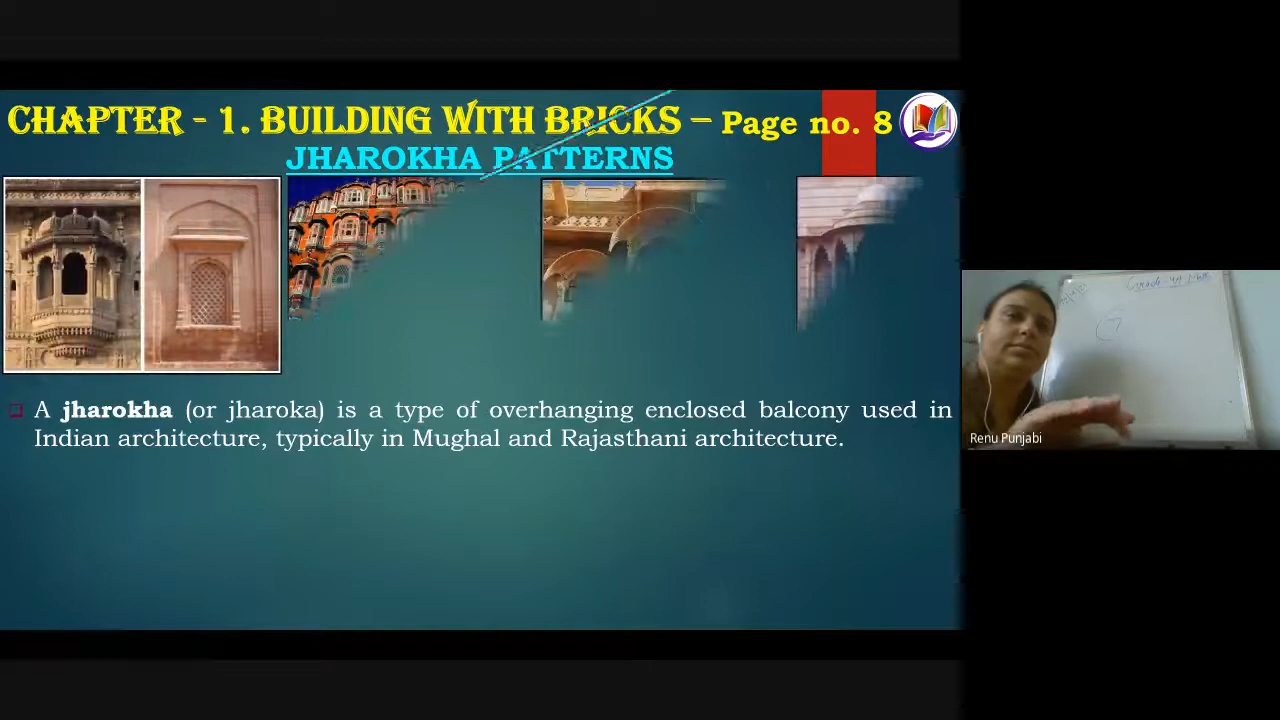 CHAPTER - 1. BUILDING WITH BRICKS – Page no. 8
JHAROKHA PATTERNS
A jharokha (or jharoka) is a type of overhanging enclosed balcony used in
Indian architecture, typically in Mughal and Rajasthani architecture.
Renu Punjabi